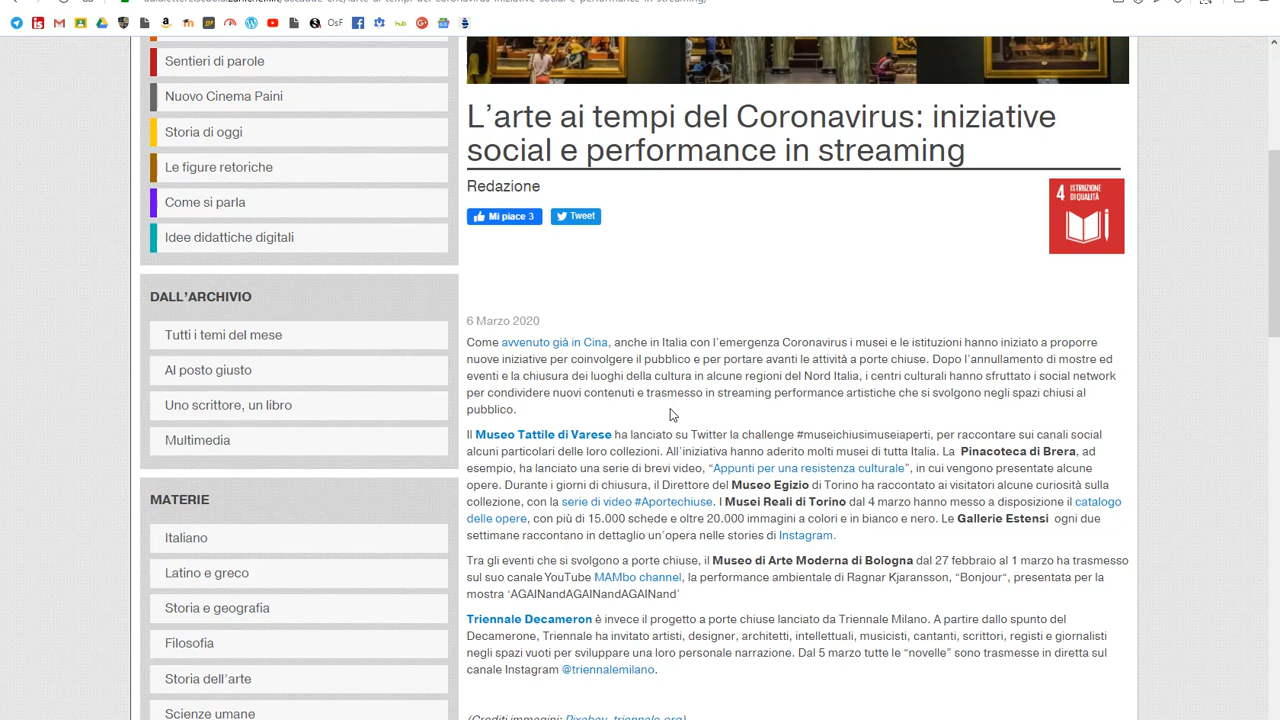 Sentieri di parole
Nuovo Cinema Paini
Storia di oggi
Le figure retoriche
Come si parla
Idee didattiche digitali
DALL'ARCHIVIO
Tutti i temi del mese
Al posto giusto
Uno scrittore, un libro
Multimedia
MATERIE
Italiano
Latino e greco
Storia e geografia
Filosofia
Storia dell'arte
Scienze umane
L'arte ai tempi del Coronavirus: iniziative
social e performance in streaming
Redazione
Mi piace 3
Tweet
4 ISTRUZIONE
DI QUALITÀ
6 Marzo 2020
Come avvenuto già in Cina, anche in Italia con l'emergenza Coronavirus i musei e le istituzioni hanno iniziato a proporre
nuove iniziative per coinvolgere il pubblico e per portare avanti le attività a porte chiuse. Dopo l'annullamento di mostre ed
eventi e la chiusura dei luoghi della cultura in alcune regioni del Nord Italia, i centri culturali hanno sfruttato i social network
per condividere nuovi contenuti e trasmesso in streaming performance artistiche che si svolgono negli spazi chiusi al
pubblico.
Il Museo Tattile di Varese ha lanciato su Twitter la challenge #museichiusimuseiaperti, per raccontare sui canali social
alcuni particolari delle loro collezioni. All'iniziativa hanno aderito molti musei di tutta Italia. La Pinacoteca di Brera, ad
esempio, ha lanciato una serie di brevi video, “Appunti per una resistenza culturale”, in cui vengono presentate alcune
opere. Durante i giorni di chiusura, il Direttore del Museo Egizio di Torino ha raccontato ai visitatori alcune curiosità sulla
collezione, con la serie di video #Aportechiuse. I Musei Reali di Torino dal 4 marzo hanno messo a disposizione il catalogo
delle opere, con più di 15.000 schede e oltre 20.000 immagini a colori e in bianco e nero. Le Gallerie Estensi ogni due
settimane raccontano in dettaglio un'opera nelle stories di Instagram.
Tra gli eventi che si svolgono a porte chiuse, il Museo di Arte Moderna di Bologna dal 27 febbraio al 1 marzo ha trasmesso
sul suo canale YouTube MAMbo channel, la performance ambientale di Ragnar Kjaransson, “Bonjour“, presentata per la
mostra ‘AGAINandAGAINandAGAINand’
Triennale Decameron è invece il progetto a porte chiuse lanciato da Triennale Milano. A partire dallo spunto del
Decamerone, Triennale ha invitato artisti, designer, architetti, intellettuali, musicisti, cantanti, scrittori, registi e giornalisti
negli spazi vuoti per sviluppare una loro personale narrazione. Dal 5 marzo tutte le “novelle” sono trasmesse in diretta sul
canale Instagram @triennalemilano.
(Crediti immagini: Pixabay, triennale.org)